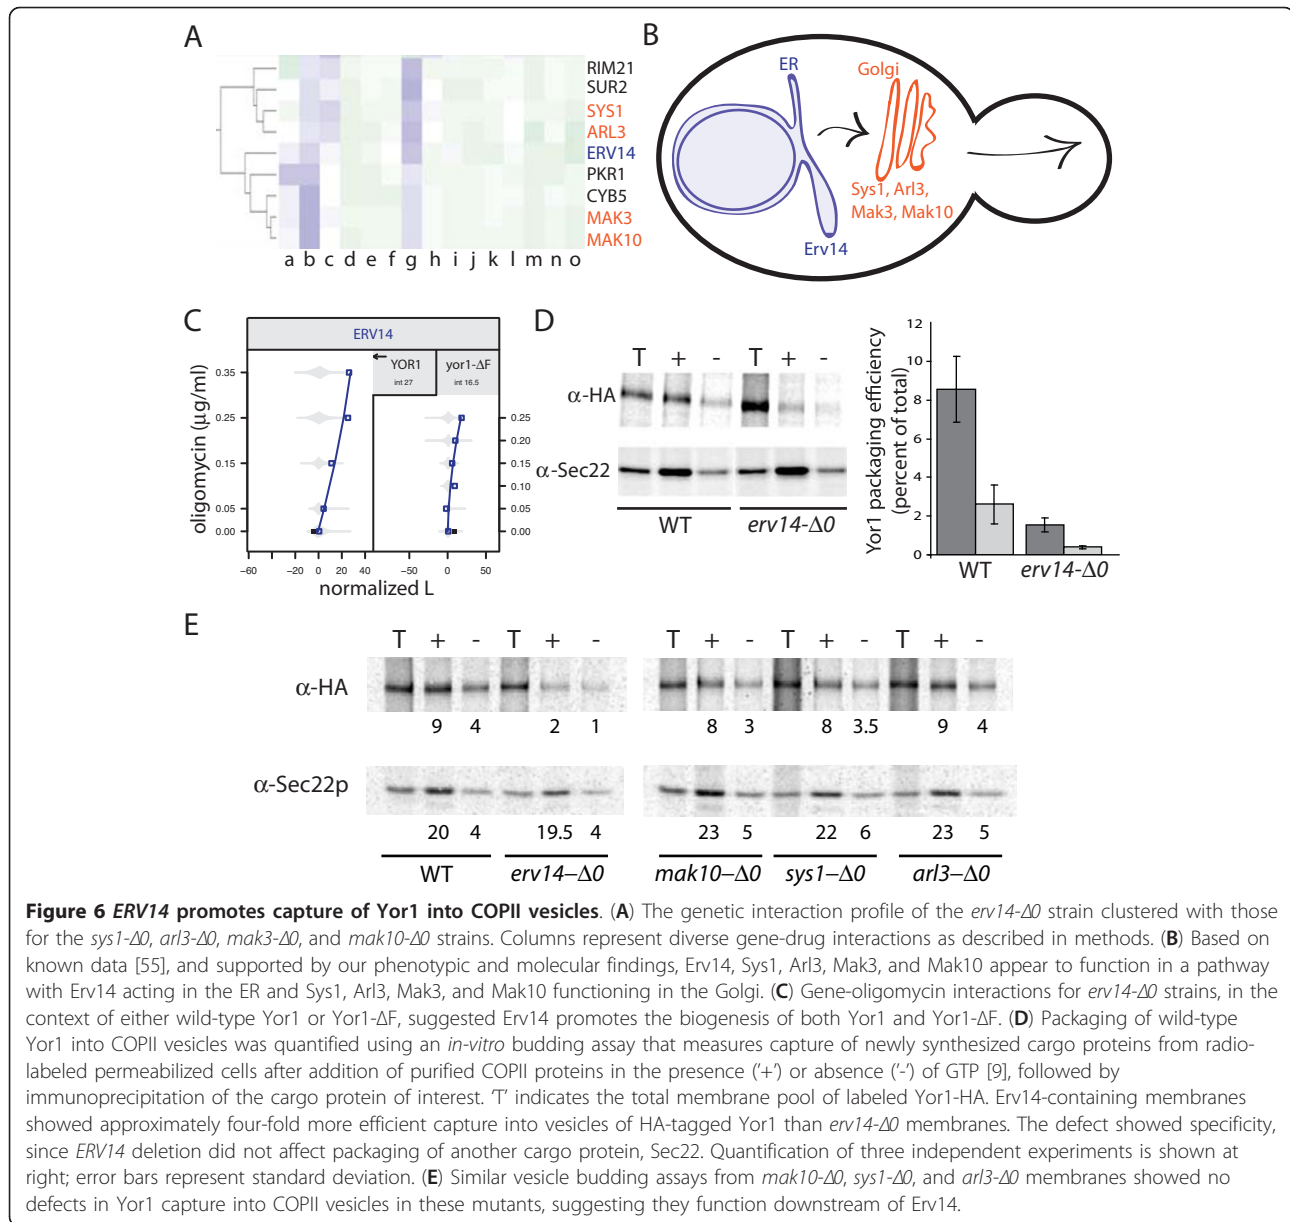 A
RIM21
SUR2
SYS1
ARL3
ERV14
PKR1
CYB5
MAK3
MAK10
a b c d e f g h i j k l m n o
B
ER
Golgi
Sys1, Arl3,
Mak3, Mak10
Erv14
C
ERV14
YOR1
int 27
yor1-ΔF
int 16.5
oligomycin (µg/ml)
0.35
0.25
0.15
0.05
0.00
0.25
0.20
0.15
0.10
0.05
0.00
−60 −20 0 20 40 0 50
normalized L
D
T + - T + -
α-HA
α-Sec22
WT erv14-Δ0
Yor1 packaging efficiency
(percent of total)
12
10
8
6
4
2
0
WT erv14-Δ0
E
T + - T + - T + - T + - T + -
α-HA
9 4 2 1 8 3 8 3.5 9 4
α-Sec22p
20 4 19.5 4 23 5 22 6 23 5
WT erv14–Δ0 mak10–Δ0 sys1–Δ0 arl3–Δ0
Figure 6 ERV14 promotes capture of Yor1 into COPII vesicles. (A) The genetic interaction profile of the erv14-Δ0 strain clustered with those
for the sys1-Δ0, arl3-Δ0, mak3-Δ0, and mak10-Δ0 strains. Columns represent diverse gene-drug interactions as described in methods. (B) Based on
known data [55], and supported by our phenotypic and molecular findings, Erv14, Sys1, Arl3, Mak3, and Mak10 appear to function in a pathway
with Erv14 acting in the ER and Sys1, Arl3, Mak3, and Mak10 functioning in the Golgi. (C) Gene-oligomycin interactions for erv14-Δ0 strains, in the
context of either wild-type Yor1 or Yor1-ΔF, suggested Erv14 promotes the biogenesis of both Yor1 and Yor1-ΔF. (D) Packaging of wild-type
Yor1 into COPII vesicles was quantified using an in-vitro budding assay that measures capture of newly synthesized cargo proteins from radio-
labeled permeabilized cells after addition of purified COPII proteins in the presence ('+') or absence ('-') of GTP [9], followed by
immunoprecipitation of the cargo protein of interest. 'T' indicates the total membrane pool of labeled Yor1-HA. Erv14-containing membranes
showed approximately four-fold more efficient capture into vesicles of HA-tagged Yor1 than erv14-Δ0 membranes. The defect showed specificity,
since ERV14 deletion did not affect packaging of another cargo protein, Sec22. Quantification of three independent experiments is shown at
right; error bars represent standard deviation. (E) Similar vesicle budding assays from mak10-Δ0, sys1-Δ0, and arl3-Δ0 membranes showed no
defects in Yor1 capture into COPII vesicles in these mutants, suggesting they function downstream of Erv14.